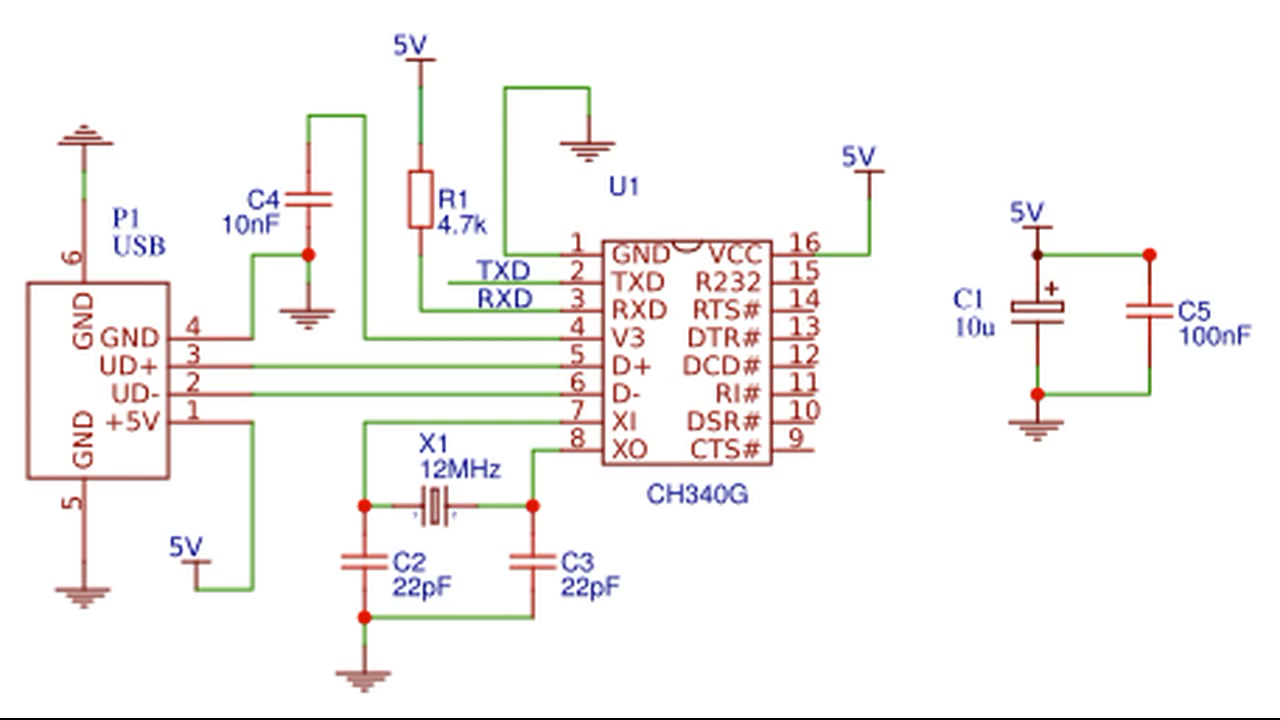 5V
C4
10nF
R1
4.7k
U1
5V
P1
USB
6
5V
C1
10u
C5
100nF
TXD
RXD
1 GND VCC 16
2 TXD R232 15
3 RXD RTS# 14
4 V3 DTR# 13
5 D+ DCD# 12
6 D- RI# 11
7 XI DSR# 10
8 XO CTS# 9
CH340G
GND
GND 4
UD+ 3
UD- 2
+5V 1
GND
5
5V
X1
12MHz
C2
22pF
C3
22pF